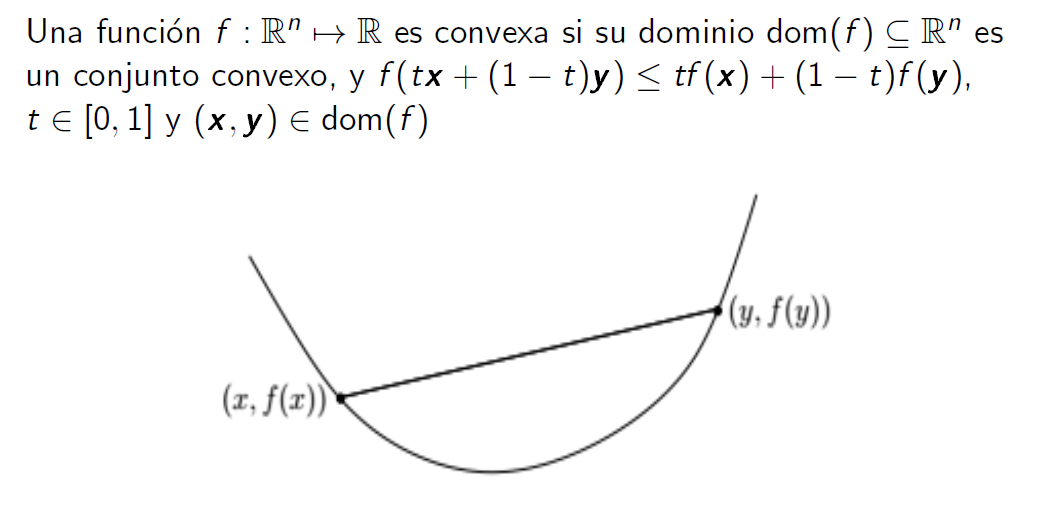 Una función f : ℝⁿ ↦ ℝ es convexa si su dominio dom(f) ⊆ ℝⁿ es
un conjunto convexo, y f(tx + (1 − t)y) ≤ tf(x) + (1 − t)f(y),
t ∈ [0, 1] y (x, y) ∈ dom(f)
(y, f(y))
(x, f(x))